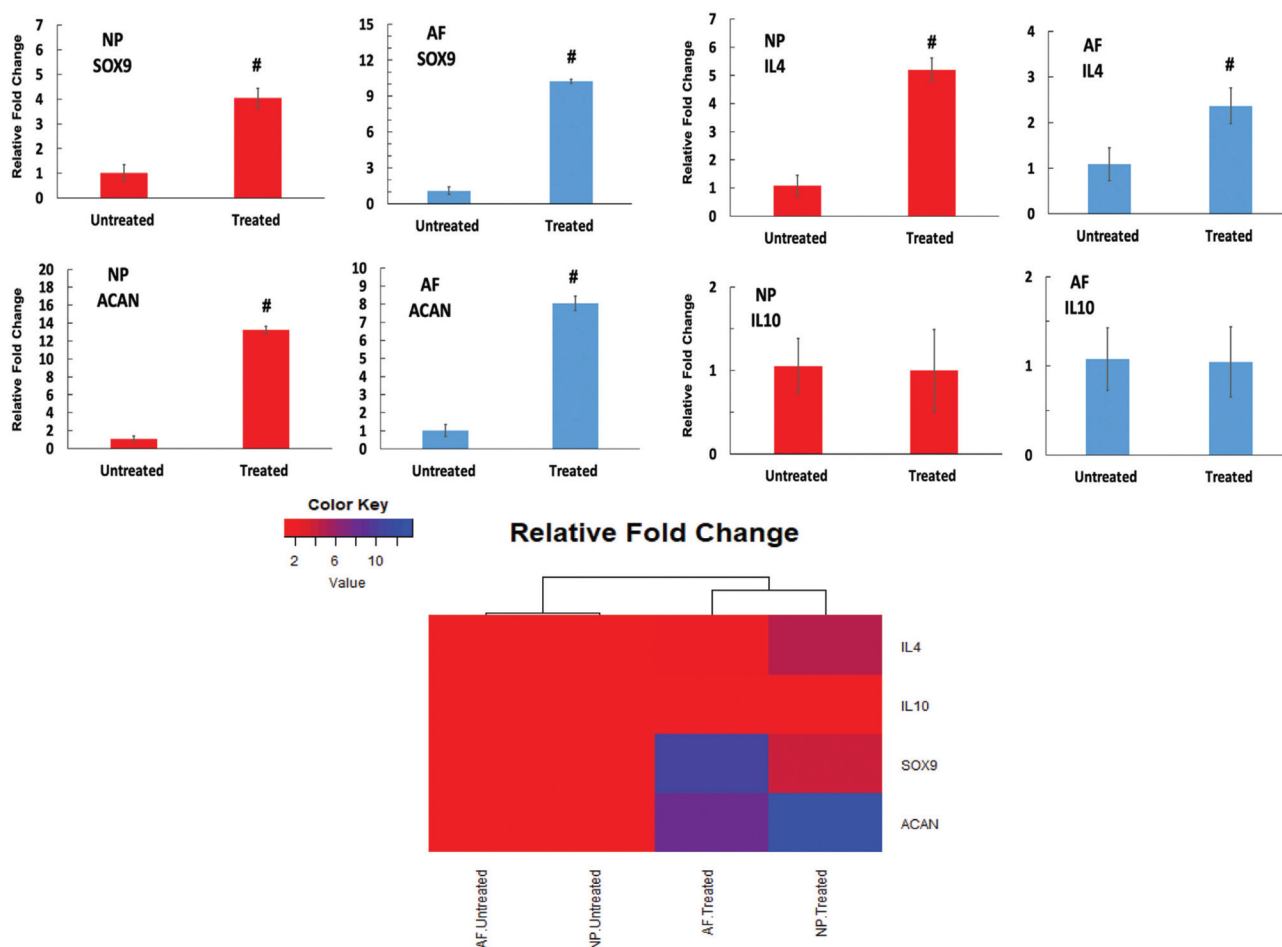 Relative Fold Change
7
6
5
4
3
2
1
0
NP
SOX9
#
Untreated
Treated
15
12
9
6
3
0
AF
SOX9
#
Untreated
Treated
Relative Fold Change
7
6
5
4
3
2
1
0
NP
IL4
#
Untreated
Treated
4
3
2
1
0
AF
IL4
#
Untreated
Treated
Relative Fold Change
20
18
16
14
12
10
8
6
4
2
0
NP
ACAN
#
Untreated
Treated
10
9
8
7
6
5
4
3
2
1
0
AF
ACAN
#
Untreated
Treated
Relative Fold Change
2
1
0
NP
IL10
Untreated
Treated
2
1
0
AF
IL10
Untreated
Treated
Color Key
2 6 10
Value
Relative Fold Change
IL4
IL10
SOX9
ACAN
AF.Untreated
NP.Untreated
AF.Treated
NP.Treated